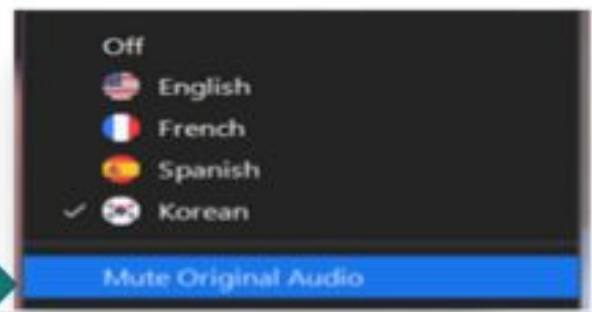 Off
English
French
Spanish
Korean
Mute Original Audio